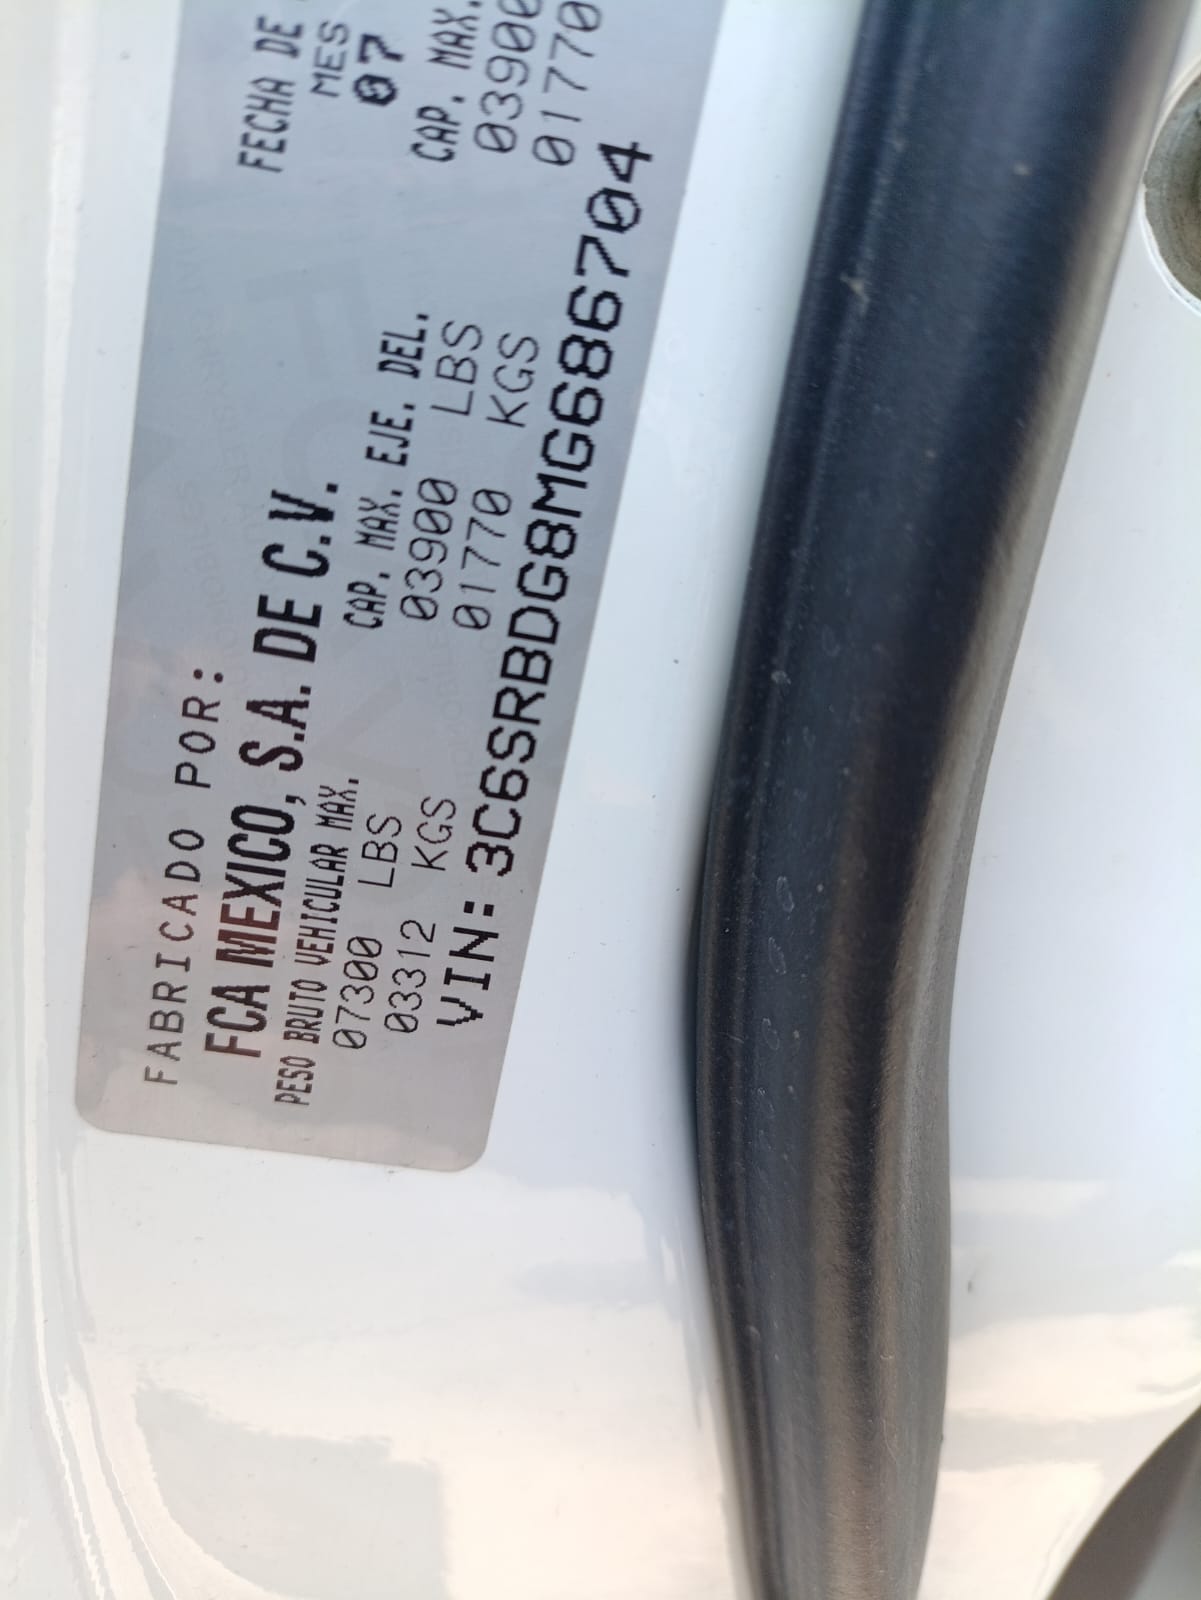 FABRICADO POR:
FECHA DE
FCA MEXICO, S.A. DE C.V.
MES
07
PESO BRUTO VEHICULAR MAX.
CAP. MAX. EJE. DEL.
CAP. MAX.
07300 LBS
03900 LBS
03900
03312 KGS
01770 KGS
01770
VIN: 3C6SRBDG8MG686704